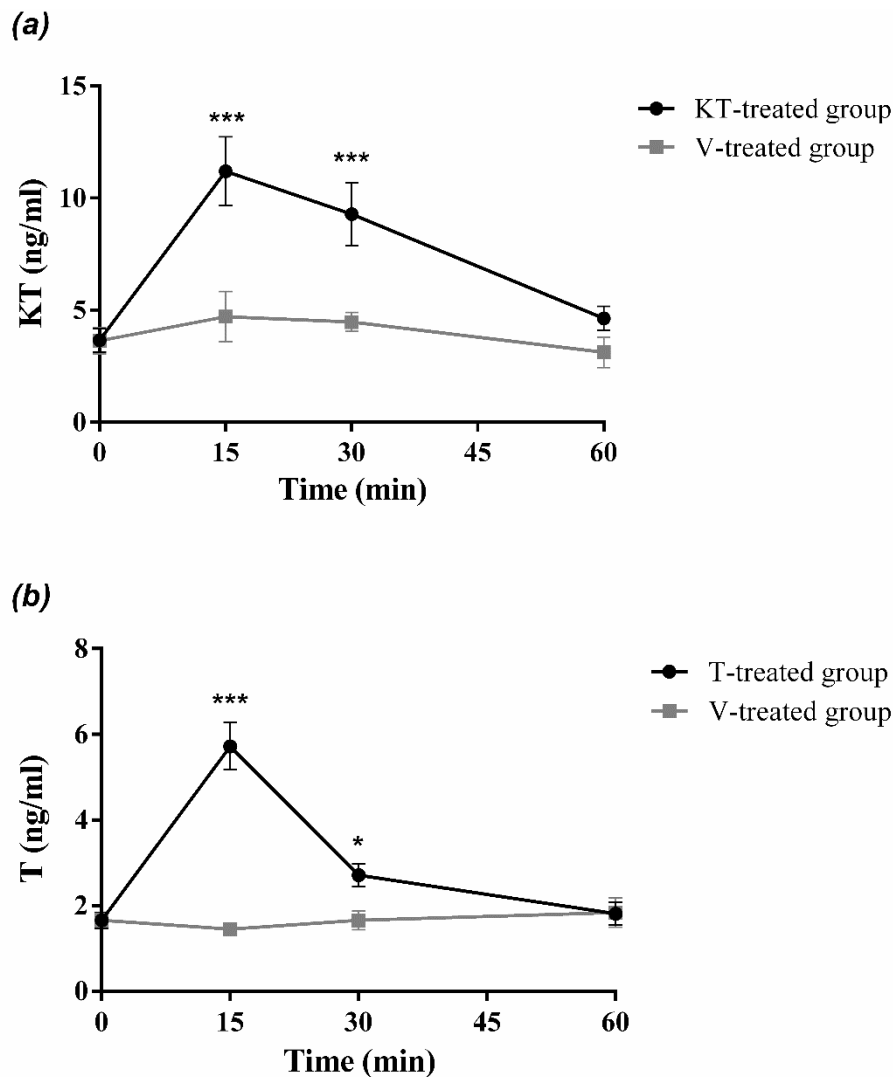 (a)
15
***
KT-treated group
***
V-treated group
10
KT (ng/ml)
5
0
0 15 30 45 60
Time (min)
(b)
8
T-treated group
***
V-treated group
6
T (ng/ml)
4
*
2
0
0 15 30 45 60
Time (min)